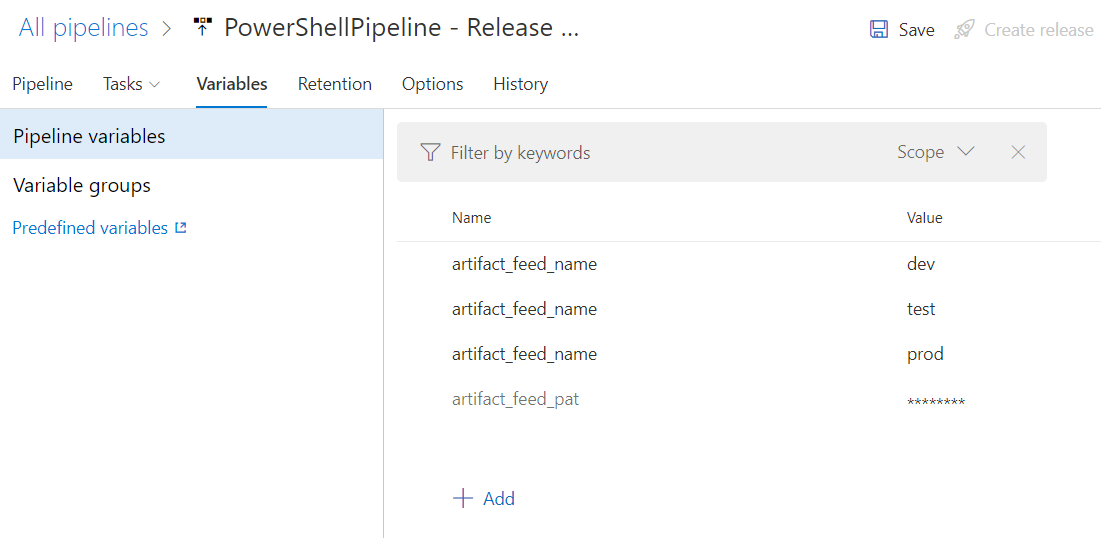 All pipelines > PowerShellPipeline - Release ...
Save Create release
Pipeline Tasks Variables Retention Options History
Pipeline variables
Variable groups
Predefined variables
Filter by keywords Scope
Name Value
artifact_feed_name dev
artifact_feed_name test
artifact_feed_name prod
artifact_feed_pat ********
Add